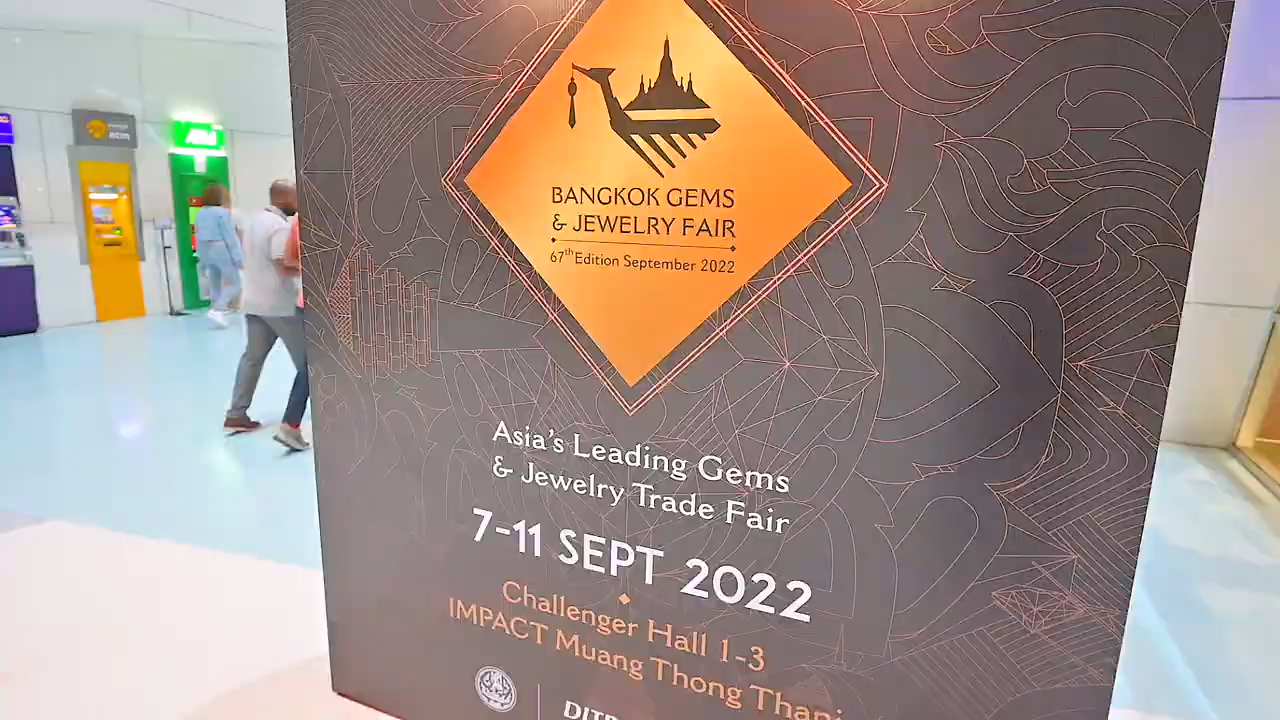 BANGKOK GEMS
& JEWELRY FAIR
67th Edition September 2022
Asia's Leading Gems
& Jewelry Trade Fair
7-11 SEPT 2022
Challenger Hall 1-3
IMPACT Muang Thong Thani
atm